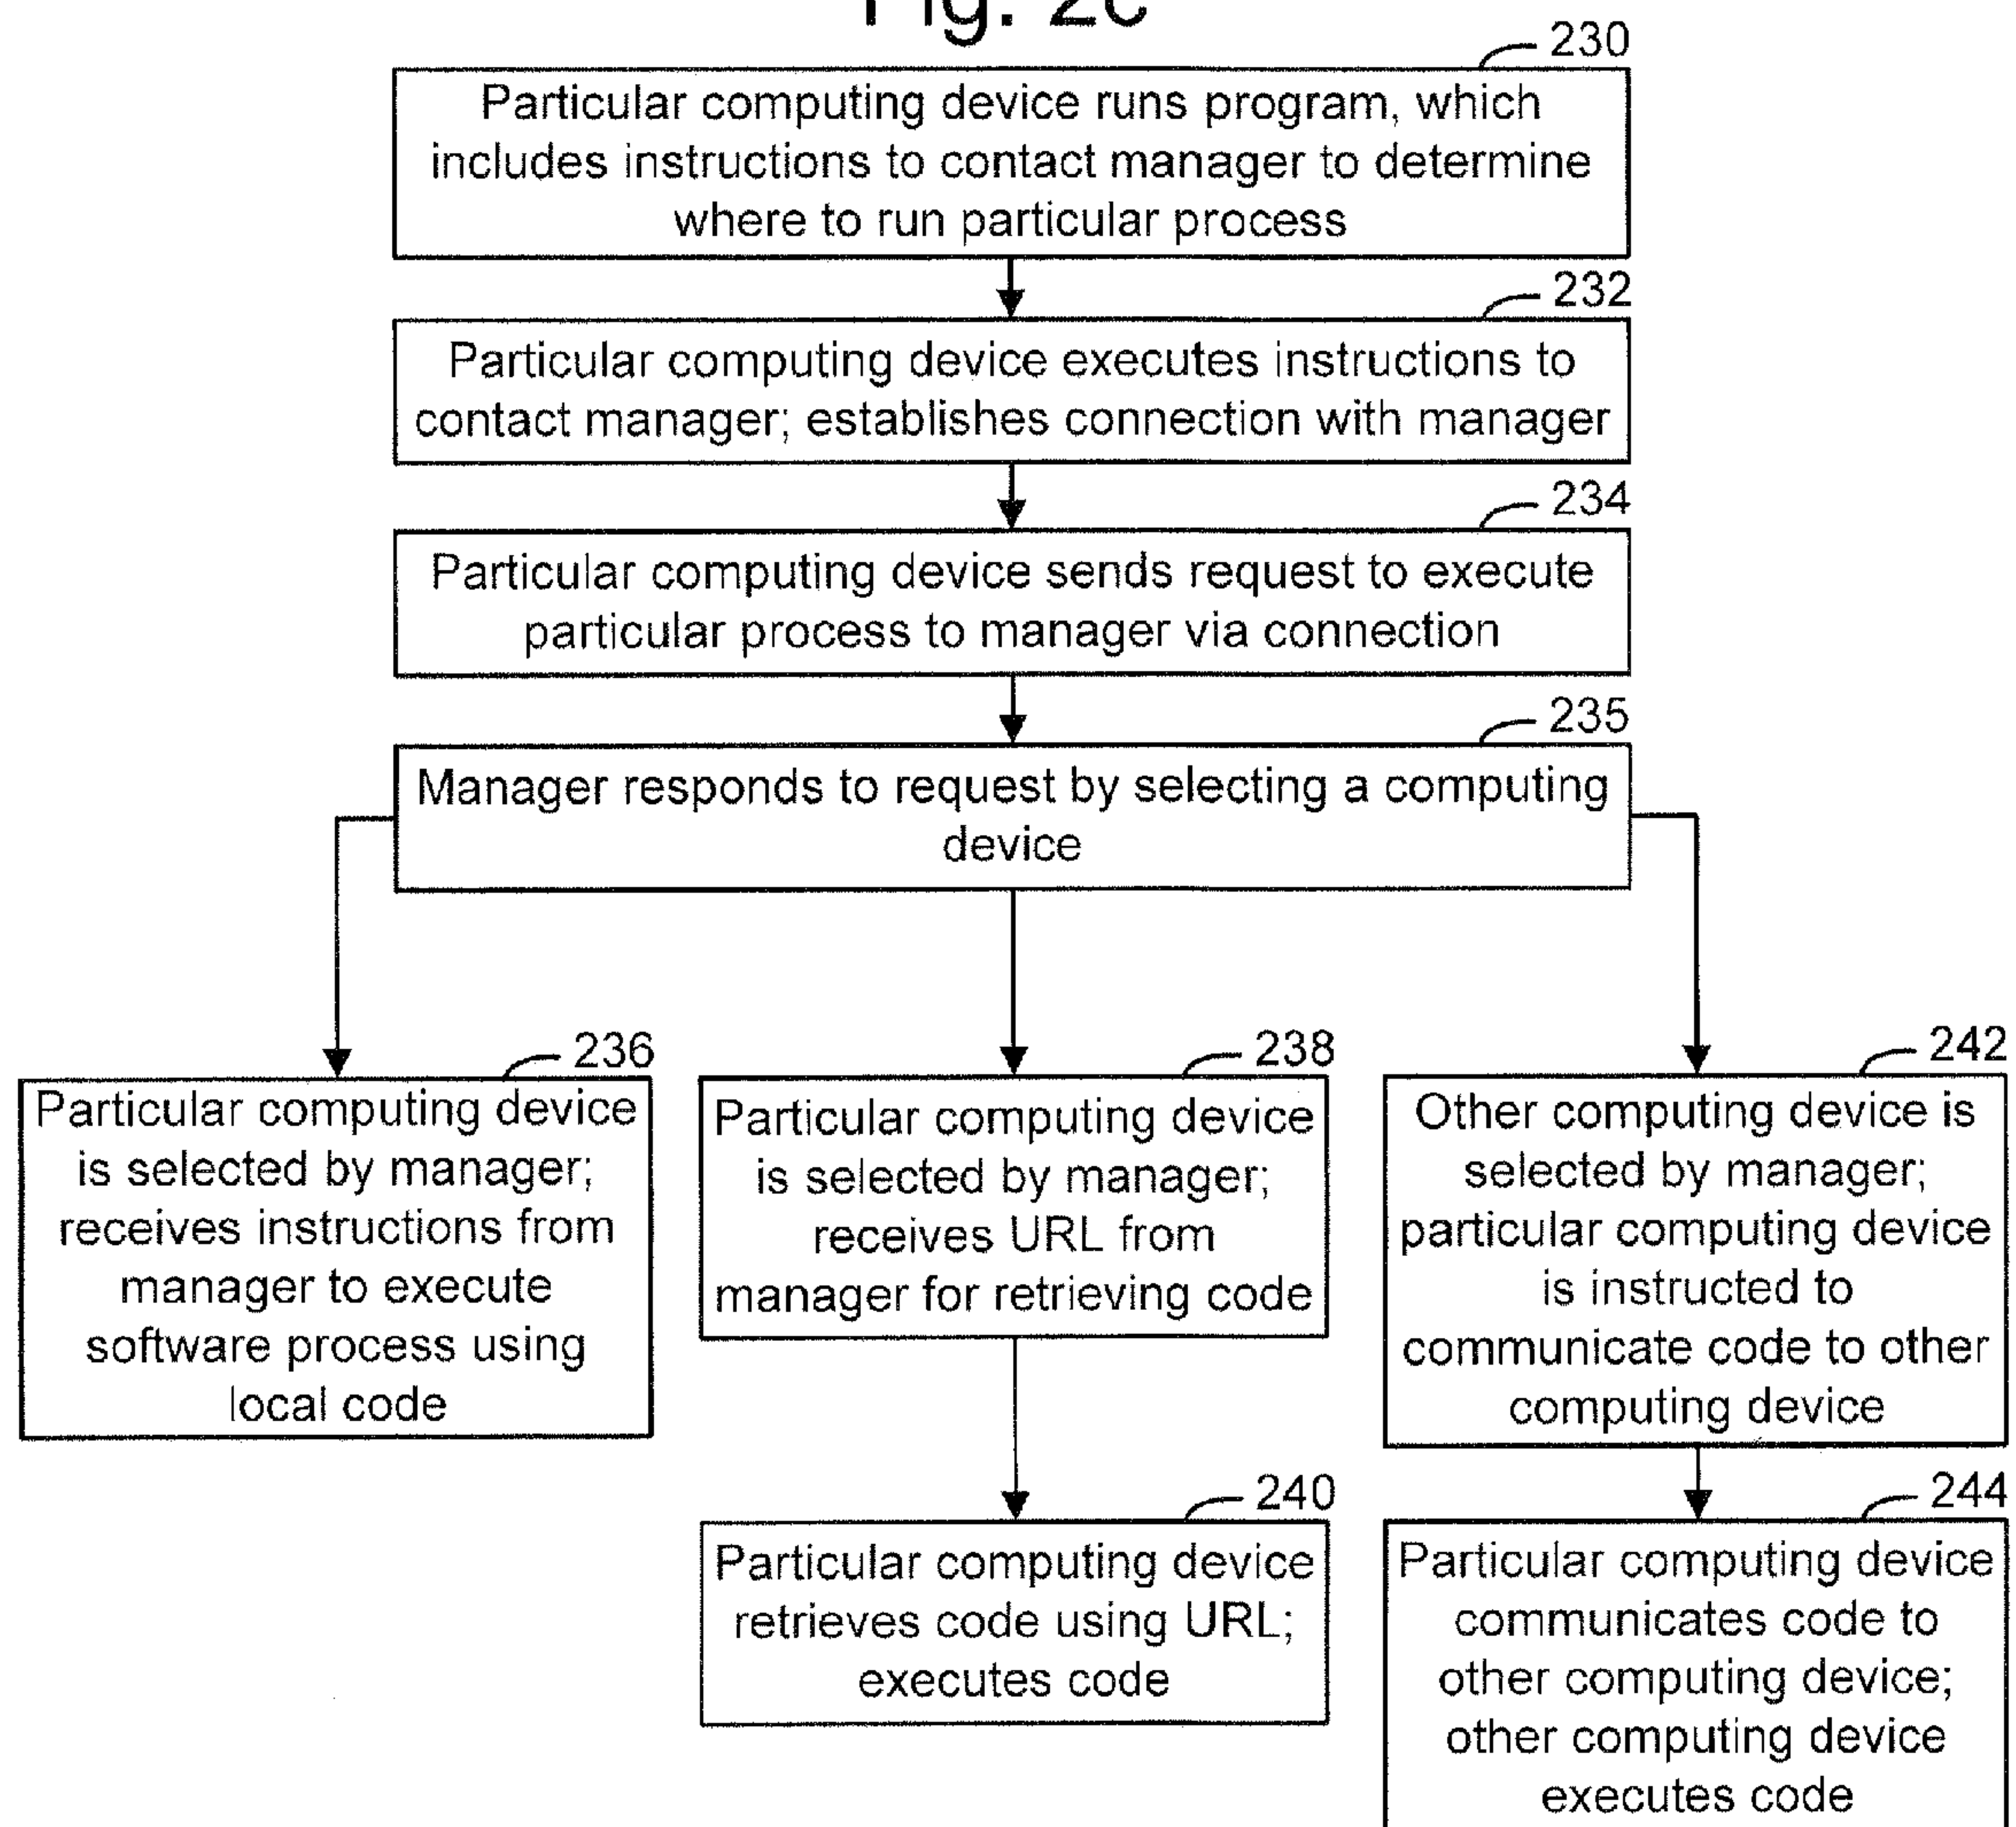 Fig. 2c
230
Particular computing device runs program, which
includes instructions to contact manager to determine
where to run particular process
232
Particular computing device executes instructions to
contact manager; establishes connection with manager
234
Particular computing device sends request to execute
particular process to manager via connection
235
Manager responds to request by selecting a computing
device
236
Particular computing device
is selected by manager;
receives instructions from
manager to execute
software process using
local code
238
Particular computing device
is selected by manager;
receives URL from
manager for retrieving code
242
Other computing device is
selected by manager;
particular computing device
is instructed to
communicate code to other
computing device
240
Particular computing device
retrieves code using URL;
executes code
244
Particular computing device
communicates code to
other computing device;
other computing device
executes code